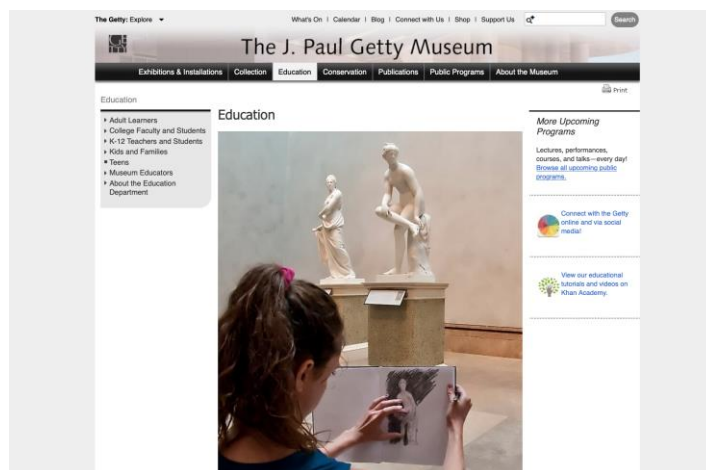 The Getty: Explore
What's On | Calendar | Blog | Connect with Us | Shop | Support Us
Search
The J. Paul Getty Museum
Exhibitions & Installations | Collection | Education | Conservation | Publications | Public Programs | About the Museum
Print
Education
Adult Learners
College Faculty and Students
K-12 Teachers and Students
Kids and Families
Teens
Museum Educators
About the Education
Department
Education
More Upcoming
Programs
Lectures, performances,
courses, and talks—every day!
Browse all upcoming public
programs.
Connect with the Getty
online and via social
media!
View our educational
tutorials and videos on
Khan Academy.